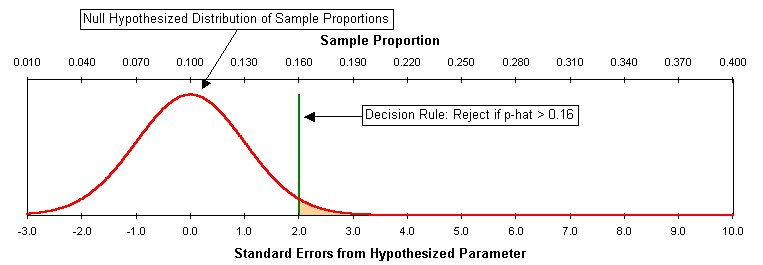 Null Hypothesized Distribution of Sample Proportions
Sample Proportion
0.010 0.040 0.070 0.100 0.130 0.160 0.190 0.220 0.250 0.280 0.310 0.340 0.370 0.400
Decision Rule: Reject if p-hat > 0.16
-3.0 -2.0 -1.0 0.0 1.0 2.0 3.0 4.0 5.0 6.0 7.0 8.0 9.0 10.0
Standard Errors from Hypothesized Parameter